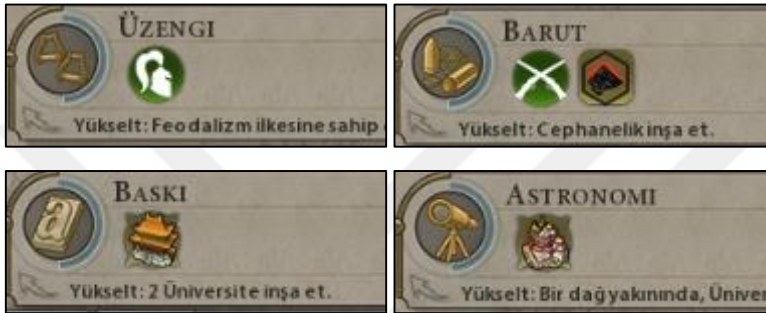 ÜZENGI
Yükselt: Feodalizm ilkesine sahip
BARUT
Yükselt: Cephanelik inşa et.
BASKI
a
Yükselt: 2 Üniversite inşa et.
ASTRONOMI
Yükselt: Bir dağ yakınında, Üniver